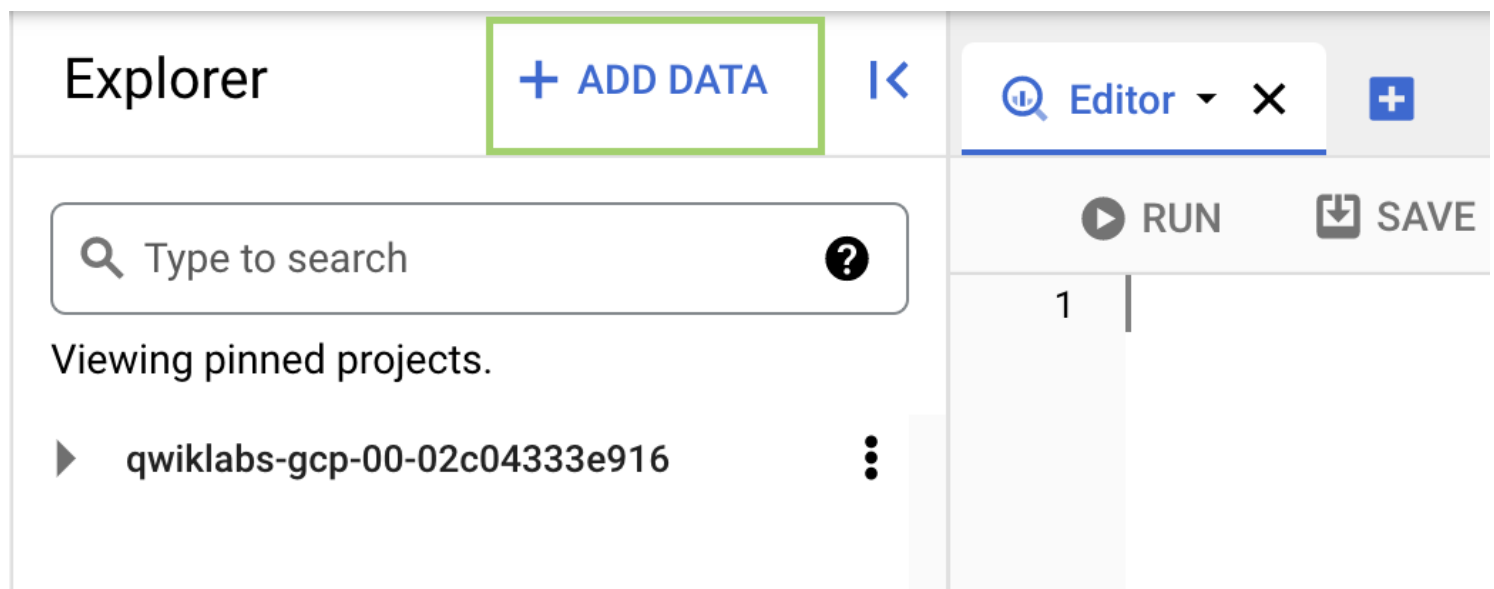 Explorer
+ ADD DATA
Editor
RUN
SAVE
Type to search
?
1
Viewing pinned projects.
qwiklabs-gcp-00-02c04333e916